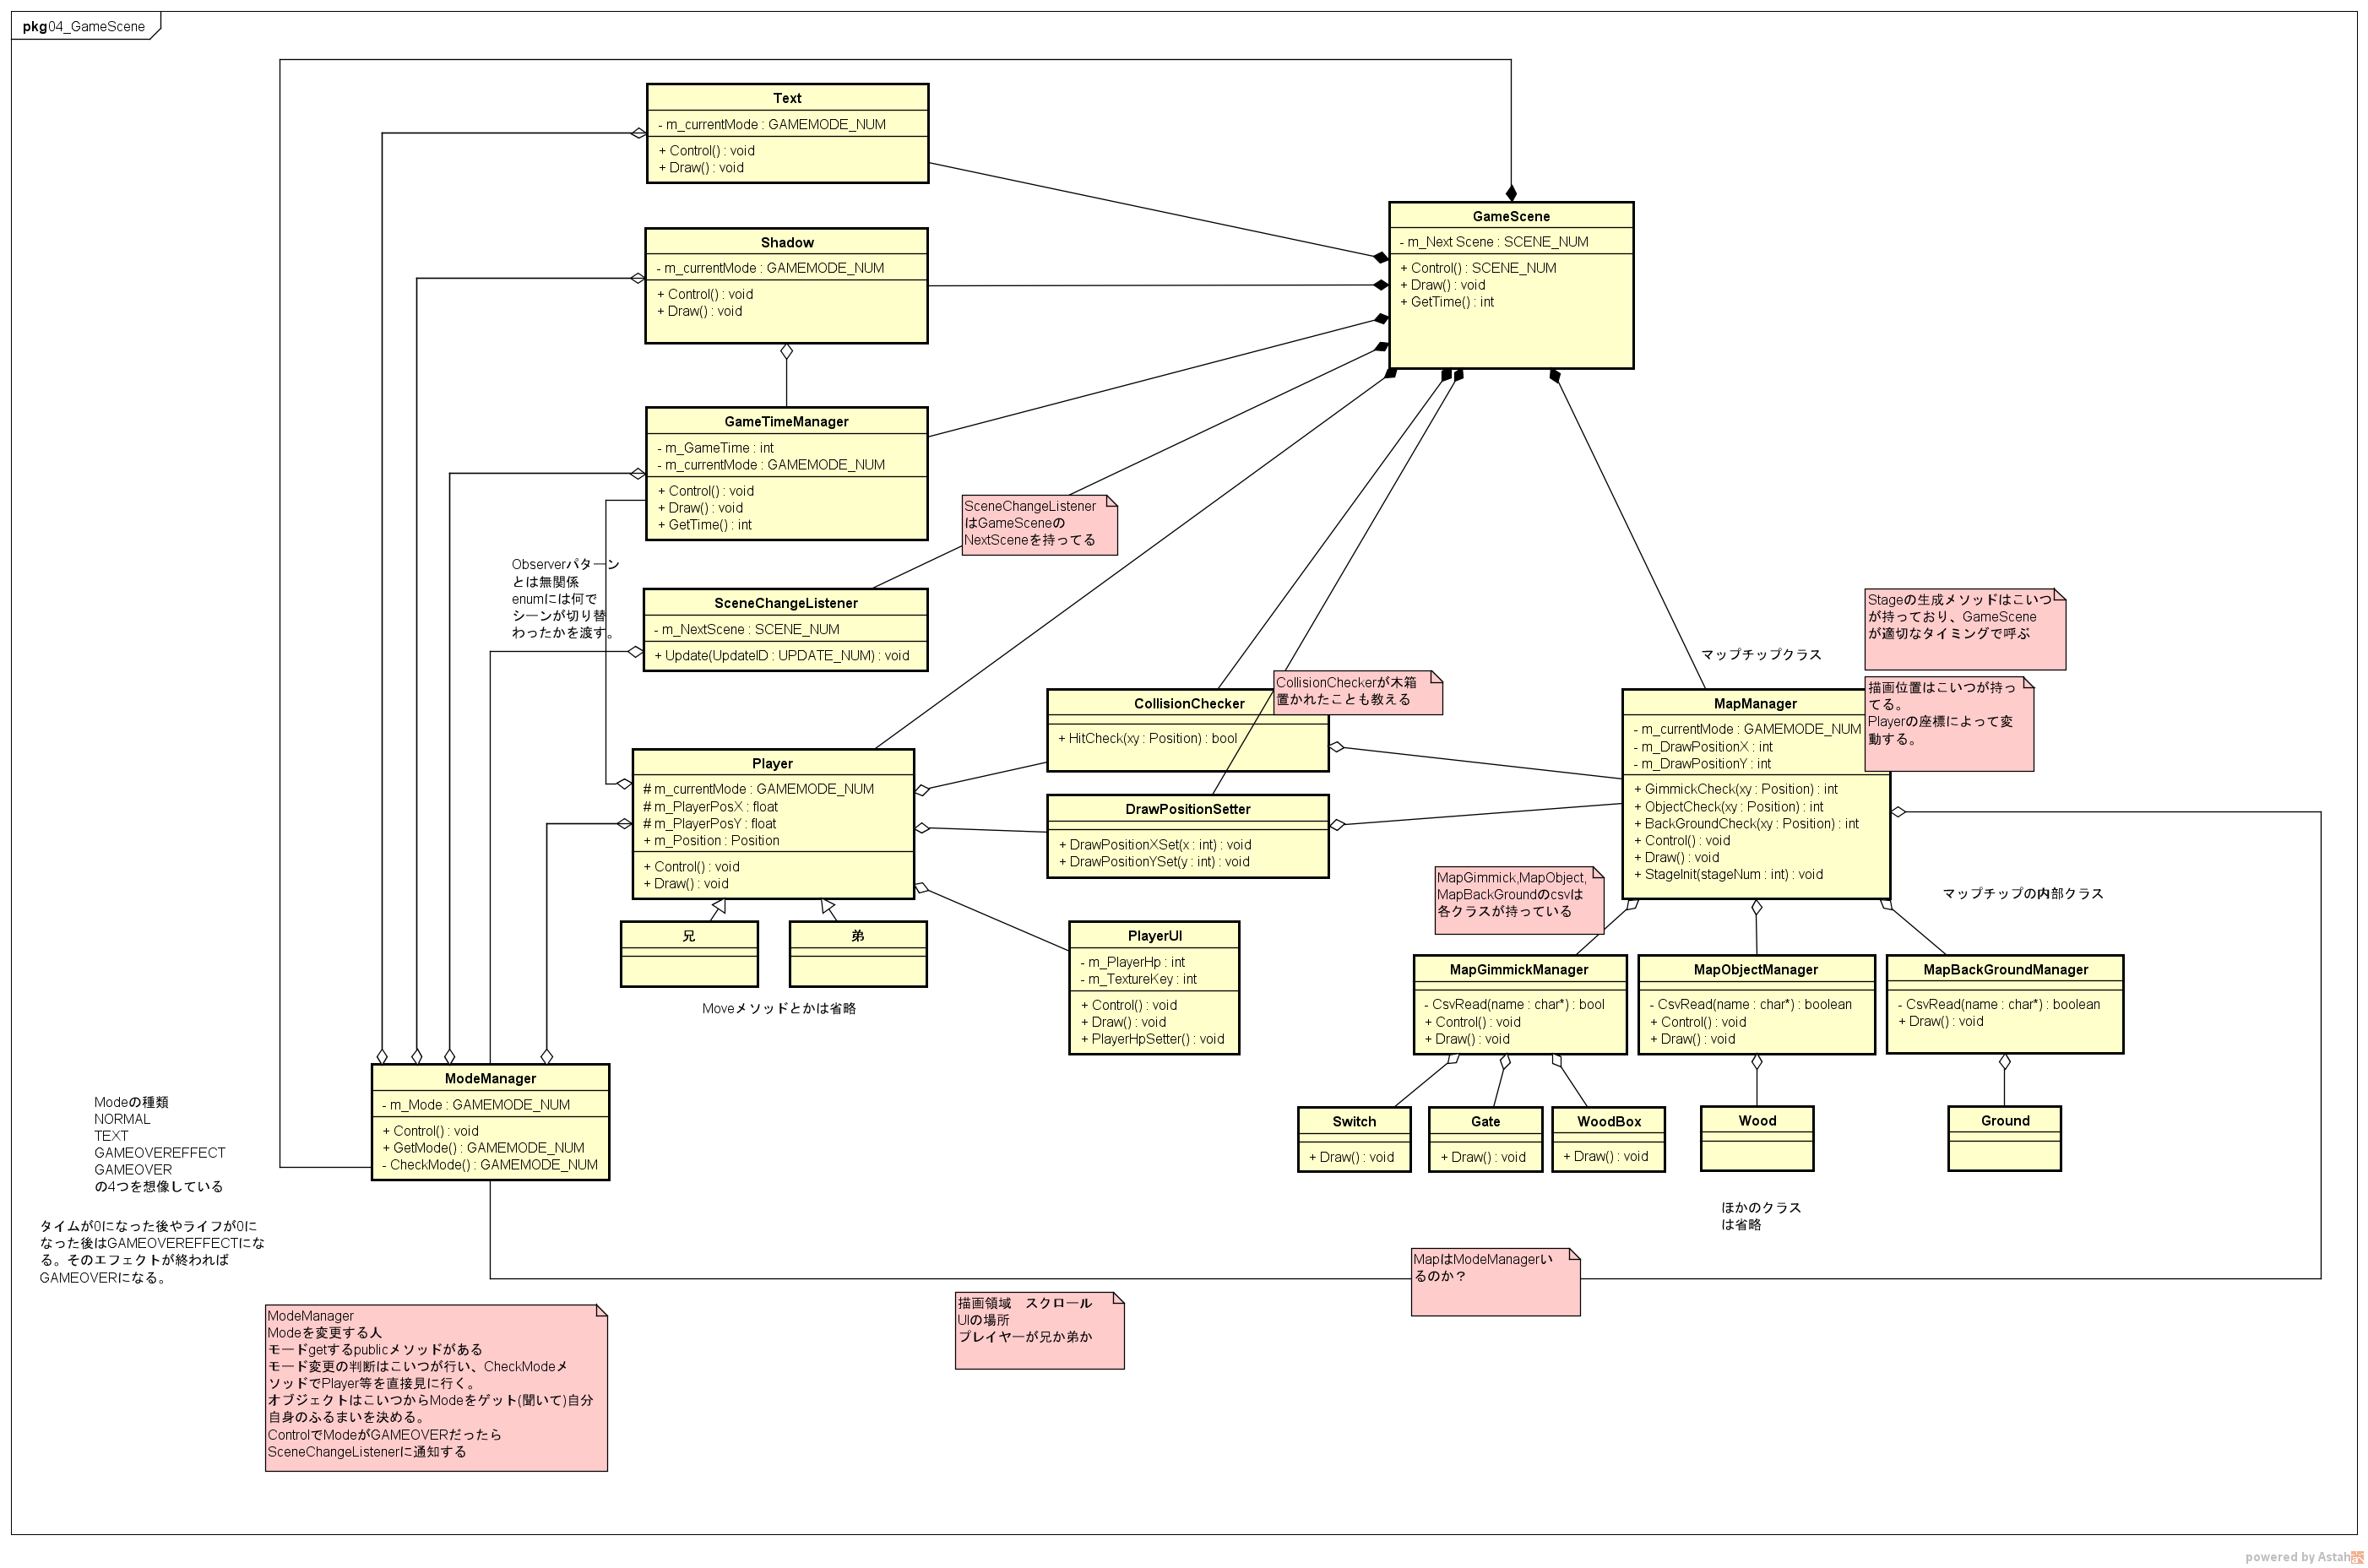 pkg 04_GameScene
Text
- m_currentMode : GAMEMODE_NUM
+ Control() : void
+ Draw() : void
Shadow
- m_currentMode : GAMEMODE_NUM
+ Control() : void
+ Draw() : void
GameScene
- m_Next Scene : SCENE_NUM
+ Control() : SCENE_NUM
+ Draw() : void
+ GetTime() : int
GameTimeManager
- m_GameTime : int
- m_currentMode : GAMEMODE_NUM
+ Control() : void
+ Draw() : void
+ GetTime() : int
SceneChangeListener
はGameSceneの
NextSceneを持ってる
Observerパターン
とは無関係
enumには何で
シーンが切り替
わったかを渡す。
SceneChangeListener
- m_NextScene : SCENE_NUM
+ Update(UpdateID : UPDATE_NUM) : void
Stageの生成メソッドはこいつ
が持っており、GameScene
が適切なタイミングで呼ぶ
マップチップクラス
CollisionCheckerが木箱
置かれたことも教える
描画位置はこいつが持っ
てる。
Playerの座標によって変
動する。
CollisionChecker
+ HitCheck(xy : Position) : bool
MapManager
- m_currentMode : GAMEMODE_NUM
- m_DrawPositionX : int
- m_DrawPositionY : int
+ GimmickCheck(xy : Position) : int
+ ObjectCheck(xy : Position) : int
+ BackGroundCheck(xy : Position) : int
+ Control() : void
+ Draw() : void
+ StageInit(stageNum : int) : void
Player
# m_currentMode : GAMEMODE_NUM
# m_PlayerPosX : float
# m_PlayerPosY : float
+ m_Position : Position
+ Control() : void
+ Draw() : void
DrawPositionSetter
+ DrawPositionXSet(x : int) : void
+ DrawPositionYSet(y : int) : void
MapGimmick,MapObject,
MapBackGroundのcsvは
各クラスが持っている
マップチップの内部クラス
兄
弟
Moveメソッドとかは省略
PlayerUI
- m_PlayerHp : int
- m_TextureKey : int
+ Control() : void
+ Draw() : void
+ PlayerHpSetter() : void
MapGimmickManager
- CsvRead(name : char*) : bool
+ Control() : void
+ Draw() : void
MapObjectManager
- CsvRead(name : char*) : boolean
+ Control() : void
+ Draw() : void
MapBackGroundManager
- CsvRead(name : char*) : boolean
+ Draw() : void
ModeManager
- m_Mode : GAMEMODE_NUM
+ Control() : void
+ GetMode() : GAMEMODE_NUM
- CheckMode() : GAMEMODE_NUM
Modeの種類
NORMAL
TEXT
GAMEOVEREFFECT
GAMEOVER
の4つを想像している
Switch
+ Draw() : void
Gate
+ Draw() : void
WoodBox
+ Draw() : void
Wood
Ground
ほかのクラス
は省略
タイムが0になった後やライフが0に
なった後はGAMEOVEREFFECTにな
る。そのエフェクトが終われば
GAMEOVERになる。
MapはModeManagerい
るのか？
描画領域　スクロール
UIの場所
プレイヤーが兄か弟か
ModeManager
Modeを変更する人
モードgetするpublicメソッドがある
モード変更の判断はこいつが行い、CheckModeメ
ソッドでPlayer等を直接見に行く。
オブジェクトはこいつからModeをゲット(聞いて)自分
自身のふるまいを決める。
ControlでModeがGAMEOVERだったら
SceneChangeListenerに通知する
powered by Astah